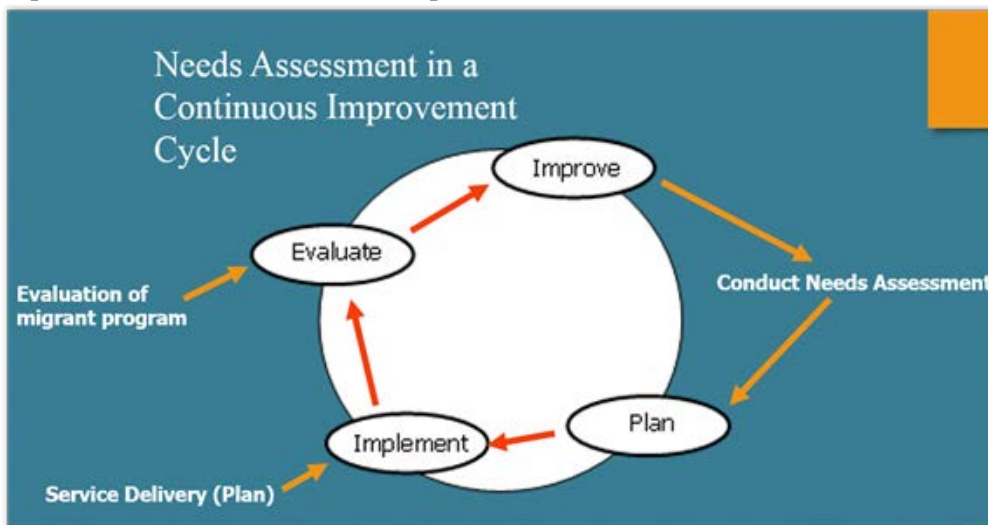 Needs Assessment in a
Continuous Improvement
Cycle
Improve
Evaluate
Conduct Needs Assessment
Evaluation of
migrant program
Plan
Implement
Service Delivery (Plan)